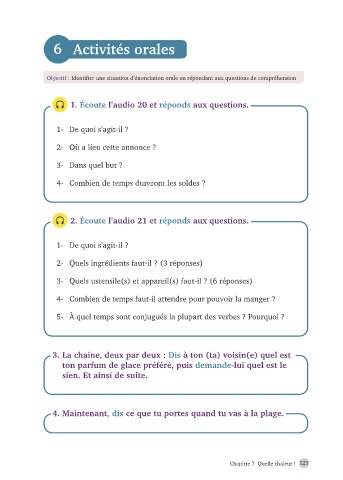 6 Activités orales
Objectif : Identifier une situation d'énonciation orale en répondant aux questions de compréhension
1. Écoute l'audio 20 et réponds aux questions.
1- De quoi s'agit-il ?
2- Où a lieu cette annonce ?
3- Dans quel but ?
4- Combien de temps dureront les soldes ?
2. Écoute l'audio 21 et réponds aux questions.
1- De quoi s'agit-il ?
2- Quels ingrédients faut-il ? (3 réponses)
3- Quels ustensile(s) et appareil(s) faut-il ? (6 réponses)
4- Combien de temps faut-il attendre pour pouvoir la manger ?
5- À quel temps sont conjugués la plupart des verbes ? Pourquoi ?
3. La chaine, deux par deux : Dis à ton (ta) voisin(e) quel est
ton parfum de glace préféré, puis demande-lui quel est le
sien. Et ainsi de suite.
4. Maintenant, dis ce que tu portes quand tu vas à la plage.
Chapitre 7 Quelle chaleur ! 123